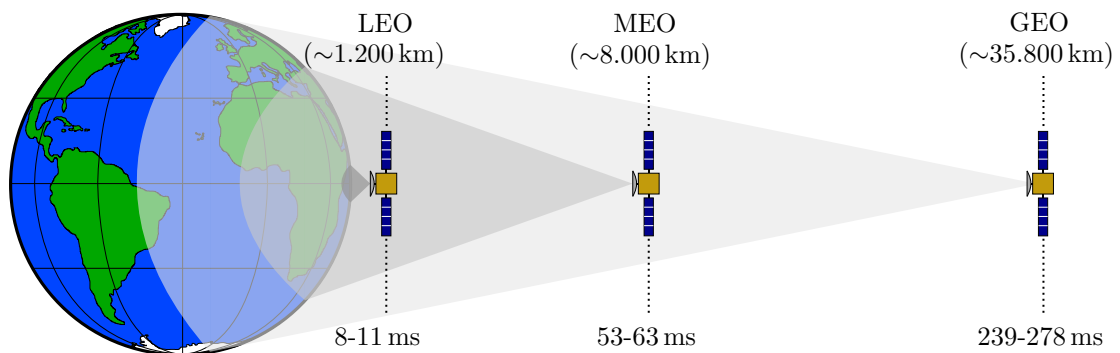 LEO
(~1.200 km)
MEO
(~8.000 km)
GEO
(~35.800 km)
8-11 ms
53-63 ms
239-278 ms